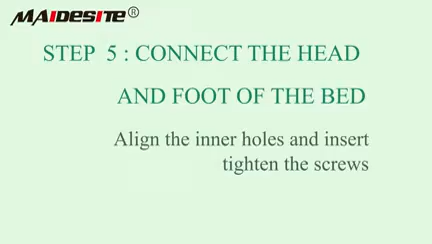 MAIDESITE®
STEP 5 : CONNECT THE HEAD
AND FOOT OF THE BED
Align the inner holes and insert
tighten the screws